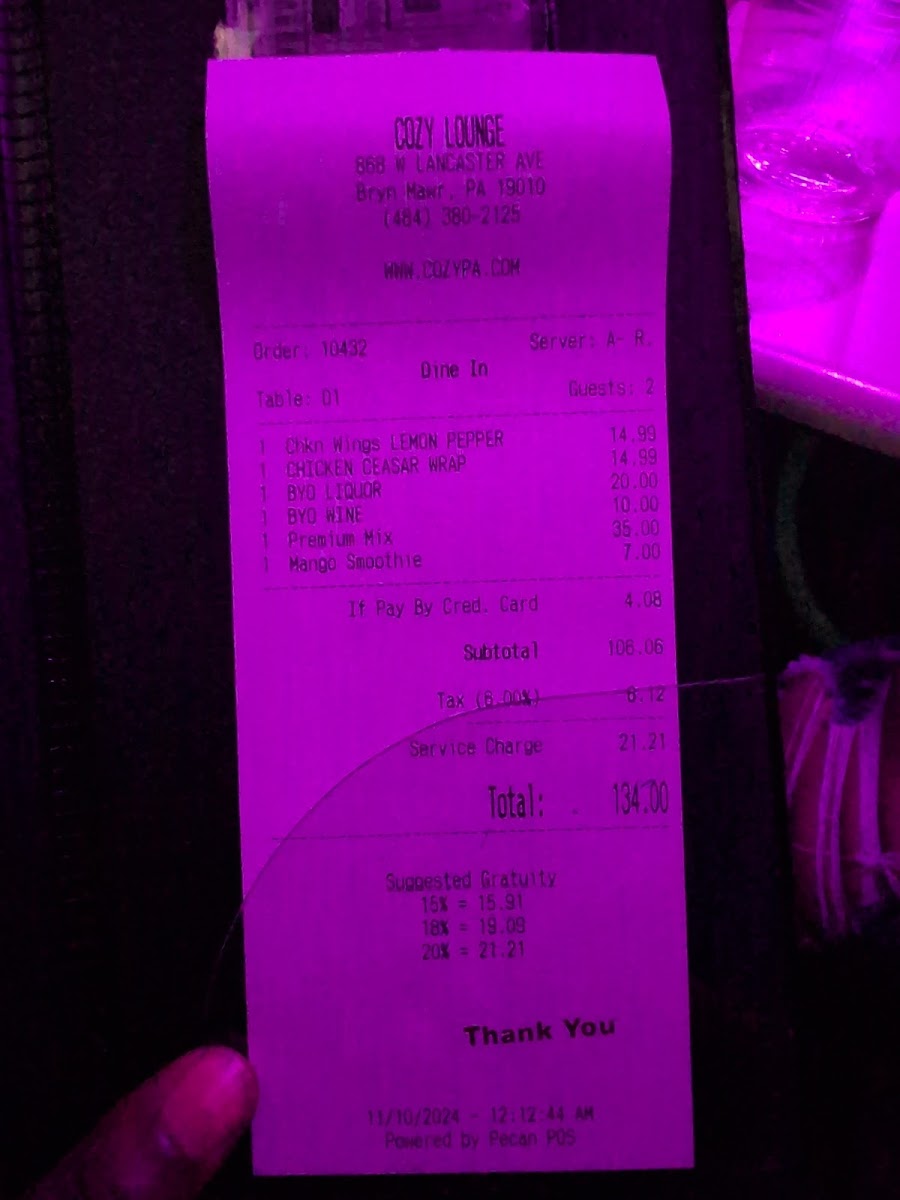 COZY LOUNGE
868 W LANCASTER AVE
Bryn Mawr, PA 19010
(484) 380-2125
WWW.COZYPA.COM
Order: 10432 Server: A- R.
Dine In
Table: D1 Guests: 2
1 Chkn Wings LEMON PEPPER 14.99
1 CHICKEN CEASAR WRAP 14.99
1 BYO LIQUOR 20.00
1 BYO WINE 10.00
1 Premium Mix 35.00
1 Mango Smoothie 7.00
If Pay By Cred. Card 4.08
Subtotal 106.06
Tax (6.00%) 6.12
Service Charge 21.21
Total: 134.00
Suggested Gratuity
15% = 15.91
18% = 19.09
20% = 21.21
Thank You
11/10/2024 - 12:12:44 AM
Powered by Pecan POS